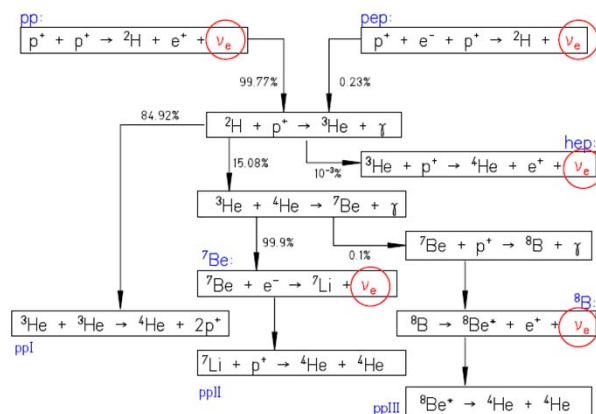 pp:
p⁺ + p⁺ → ²H + e⁺ + νₑ
pep:
p⁺ + e⁻ + p⁺ → ²H + νₑ
99.77%
0.23%
84.92%
²H + p⁺ → ³He + γ
hep:
15.08%
10⁻³%
³He + p⁺ → ⁴He + e⁺ + νₑ
³He + ⁴He → ⁷Be + γ
⁷Be:
99.9%
0.1%
⁷Be + p⁺ → ⁸B + γ
⁷Be + e⁻ → ⁷Li + νₑ
⁸B:
³He + ³He → ⁴He + 2p⁺
⁸B → ⁸Be* + e⁺ + νₑ
ppI
⁷Li + p⁺ → ⁴He + ⁴He
ppII
⁸Be* → ⁴He + ⁴He
ppIII